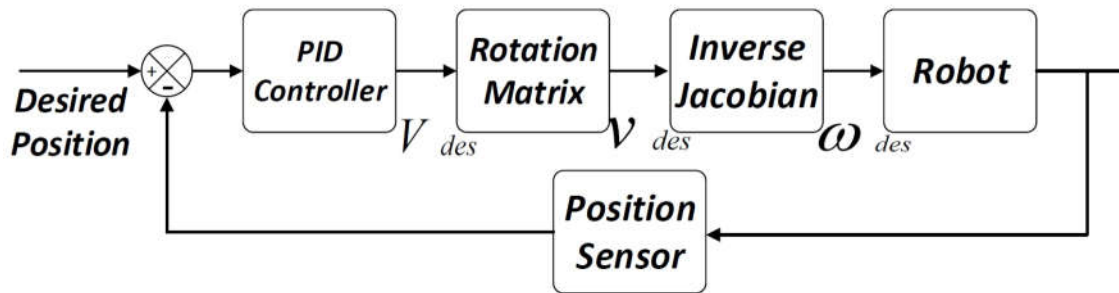 Desired
Position
+
-
PID
Controller
V des
Rotation
Matrix
v des
Inverse
Jacobian
ω des
Robot
Position
Sensor